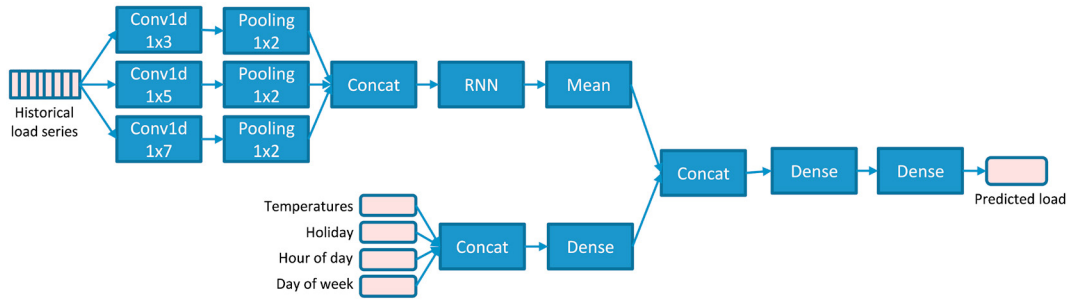 Conv1d
1x3
Pooling
1x2
Historical
load series
Conv1d
1x5
Pooling
1x2
Concat
RNN
Mean
Conv1d
1x7
Pooling
1x2
Concat
Dense
Dense
Predicted load
Temperatures
Holiday
Hour of day
Day of week
Concat
Dense